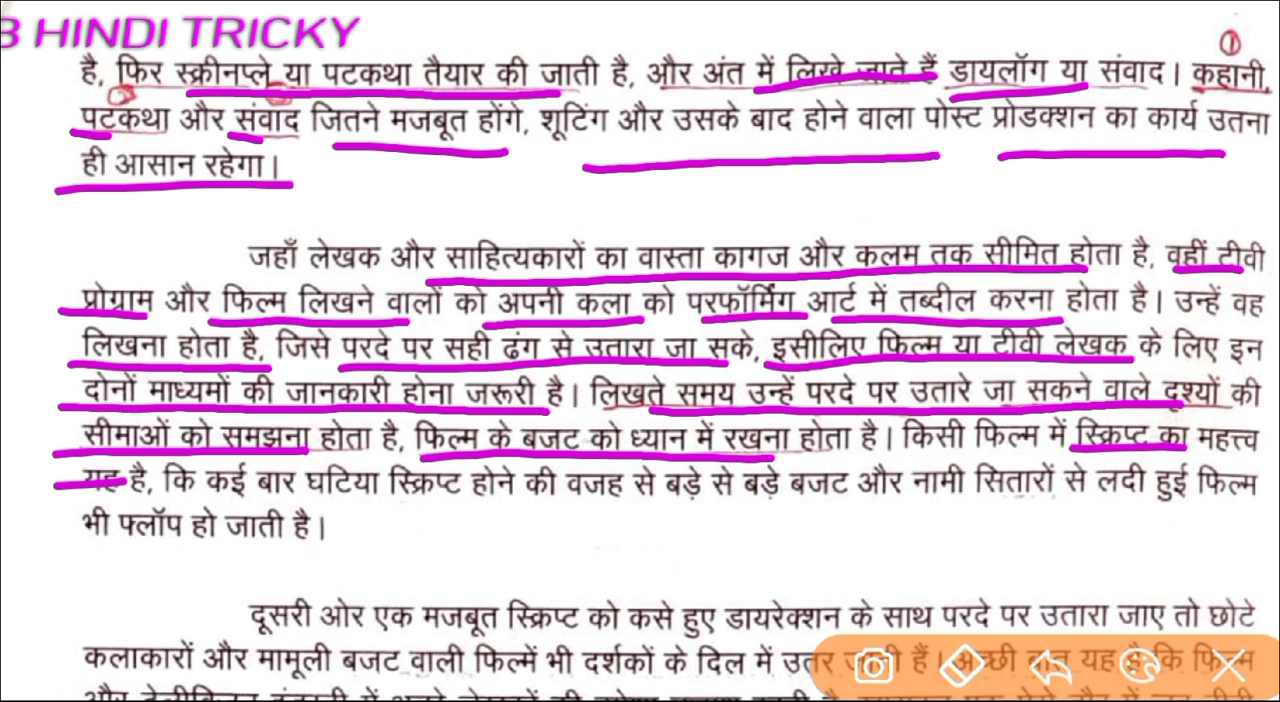 B HINDI TRICKY
①
है, फिर स्क्रीनप्ले या पटकथा तैयार की जाती है, और अंत में लिखे जाते हैं डायलॉग या संवाद। कहानी,
पटकथा और संवाद जितने मजबूत होंगे, शूटिंग और उसके बाद होने वाला पोस्ट प्रोडक्शन का कार्य उतना
ही आसान रहेगा।
जहाँ लेखक और साहित्यकारों का वास्ता कागज और कलम तक सीमित होता है, वहीं टीवी
प्रोग्राम और फिल्म लिखने वालों को अपनी कला को परफॉर्मिंग आर्ट में तब्दील करना होता है। उन्हें वह
लिखना होता है, जिसे परदे पर सही ढंग से उतारा जा सके, इसीलिए फिल्म या टीवी लेखक के लिए इन
दोनों माध्यमों की जानकारी होना जरूरी है। लिखते समय उन्हें परदे पर उतारे जा सकने वाले दृश्यों की
सीमाओं को समझना होता है, फिल्म के बजट को ध्यान में रखना होता है। किसी फिल्म में स्क्रिप्ट का महत्त्व
यह है, कि कई बार घटिया स्क्रिप्ट होने की वजह से बड़े से बड़े बजट और नामी सितारों से लदी हुई फिल्म
भी फ्लॉप हो जाती है।
दूसरी ओर एक मजबूत स्क्रिप्ट को कसे हुए डायरेक्शन के साथ परदे पर उतारा जाए तो छोटे
कलाकारों और मामूली बजट वाली फिल्में भी दर्शकों के दिल में उतर जाती हैं। अच्छी बात यह है कि फिल्म